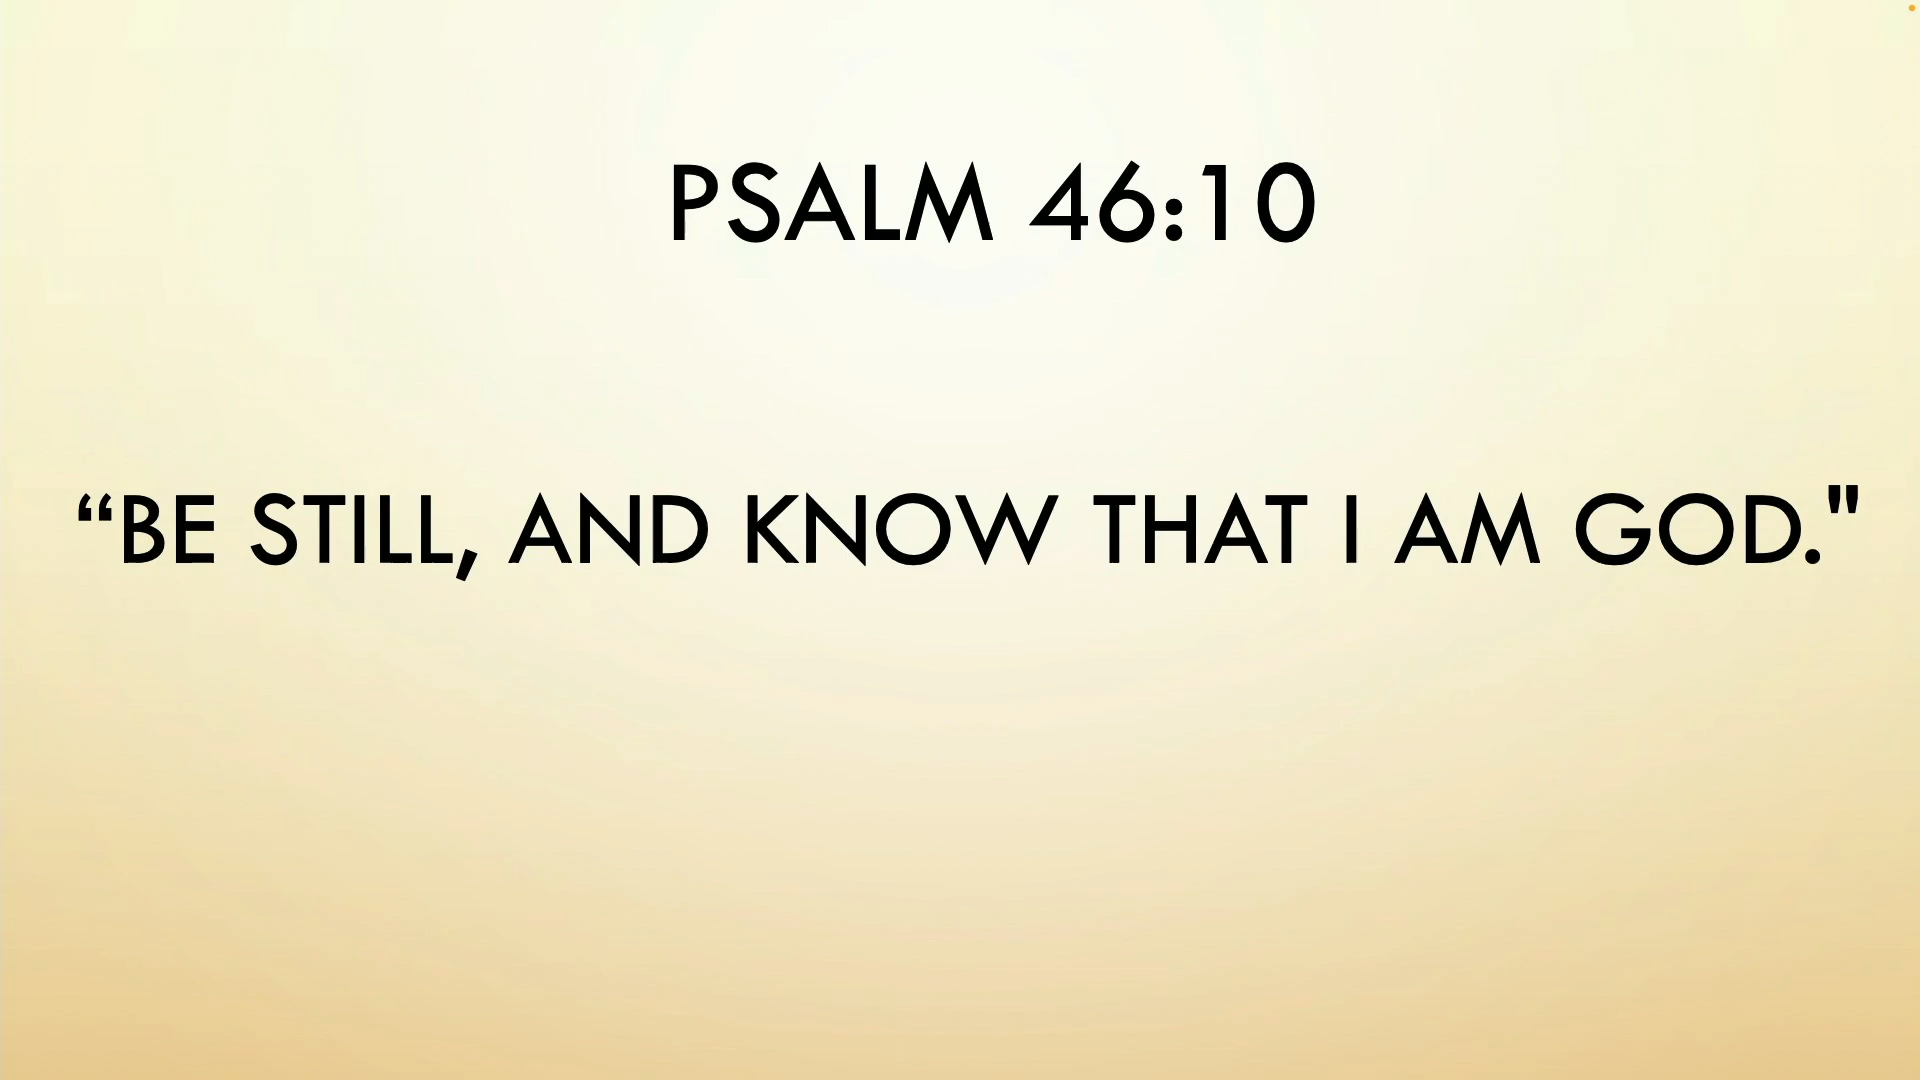 PSALM 46:10
“BE STILL, AND KNOW THAT I AM GOD."